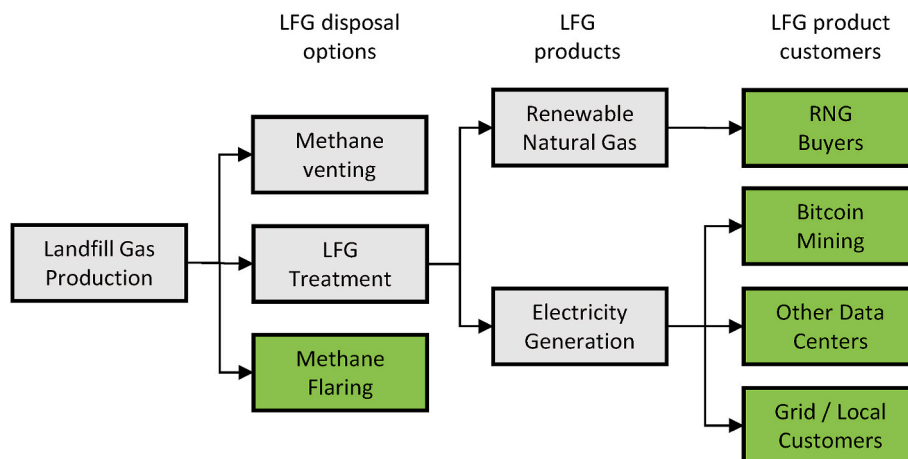 LFG disposal
options
LFG
products
LFG product
customers
Methane
venting
Renewable
Natural Gas
RNG
Buyers
Landfill Gas
Production
LFG
Treatment
Bitcoin
Mining
Electricity
Generation
Other Data
Centers
Methane
Flaring
Grid / Local
Customers